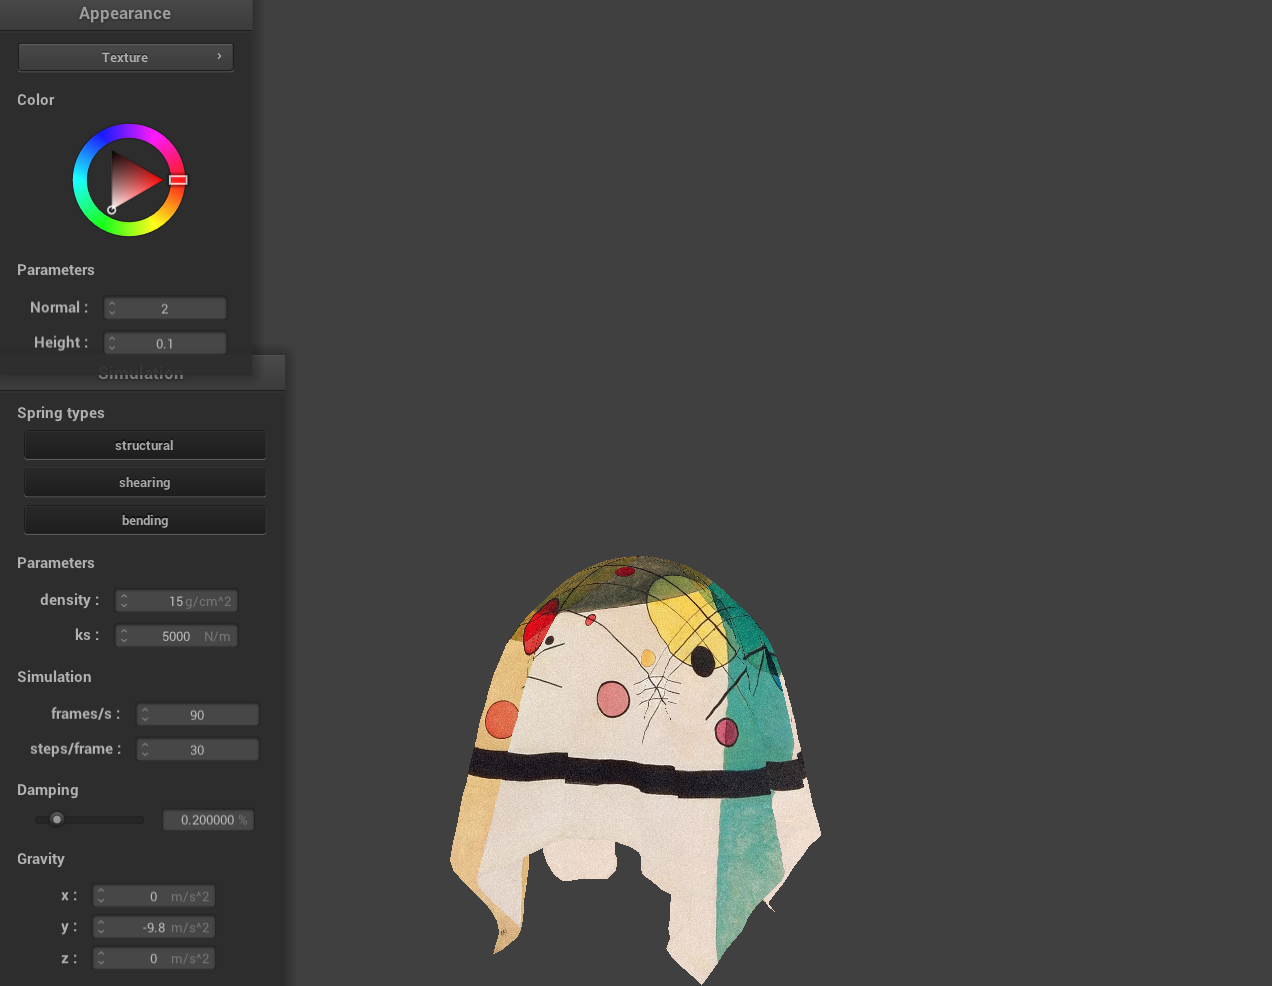 Appearance
Texture
Color
Parameters
Normal : 2
Height : 0.1
Simulation
Spring types
structural
shearing
bending
Parameters
density : 15 g/cm^2
ks : 5000 N/m
Simulation
frames/s : 90
steps/frame : 30
Damping
0.200000 %
Gravity
x : 0 m/s^2
y : -9.8 m/s^2
z : 0 m/s^2